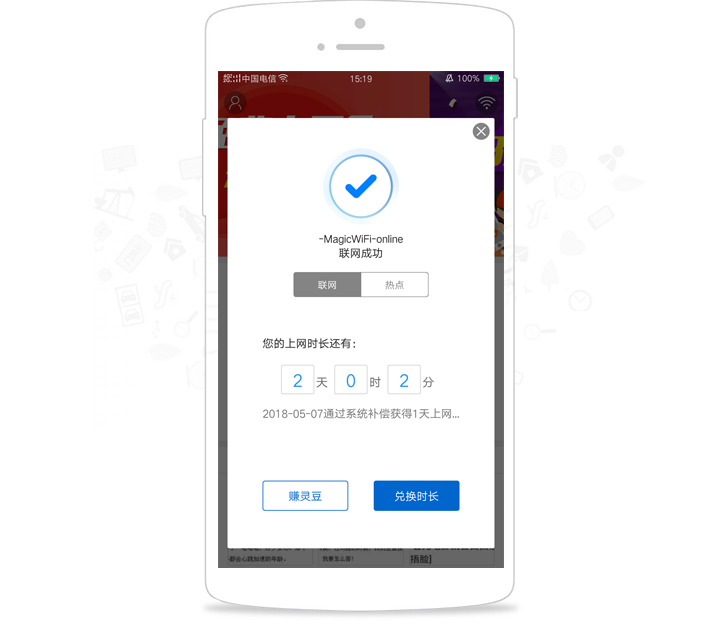 中国电信
15:19
100%
-MagicWiFi-online
联网成功
联网
热点
您的上网时长还有：
2 天 0 时 2 分
2018-05-07通过系统补偿获得1天上网...
赚灵豆
兑换时长
捂脸]